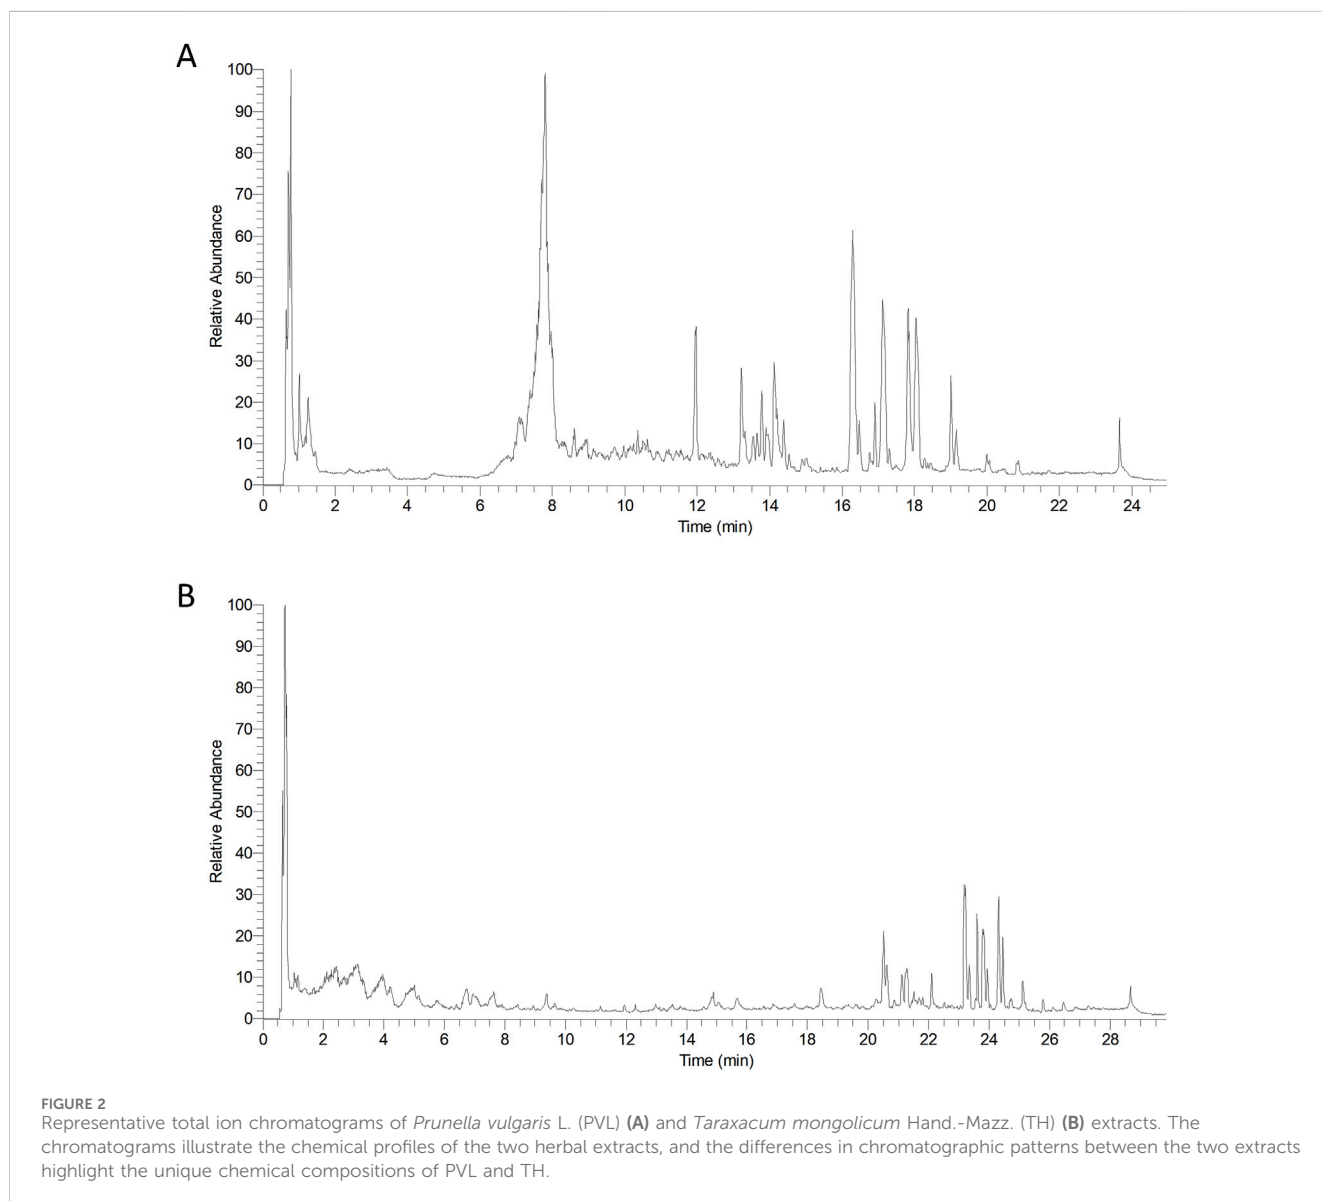 A
100
90
80
70
60
50
40
30
20
10
0
Relative Abundance
0 2 4 6 8 10 12 14 16 18 20 22 24
Time (min)
B
100
90
80
70
60
50
40
30
20
10
0
Relative Abundance
0 2 4 6 8 10 12 14 16 18 20 22 24 26 28
Time (min)
FIGURE 2
Representative total ion chromatograms of Prunella vulgaris L. (PVL) (A) and Taraxacum mongolicum Hand.-Mazz. (TH) (B) extracts. The
chromatograms illustrate the chemical profiles of the two herbal extracts, and the differences in chromatographic patterns between the two extracts
highlight the unique chemical compositions of PVL and TH.